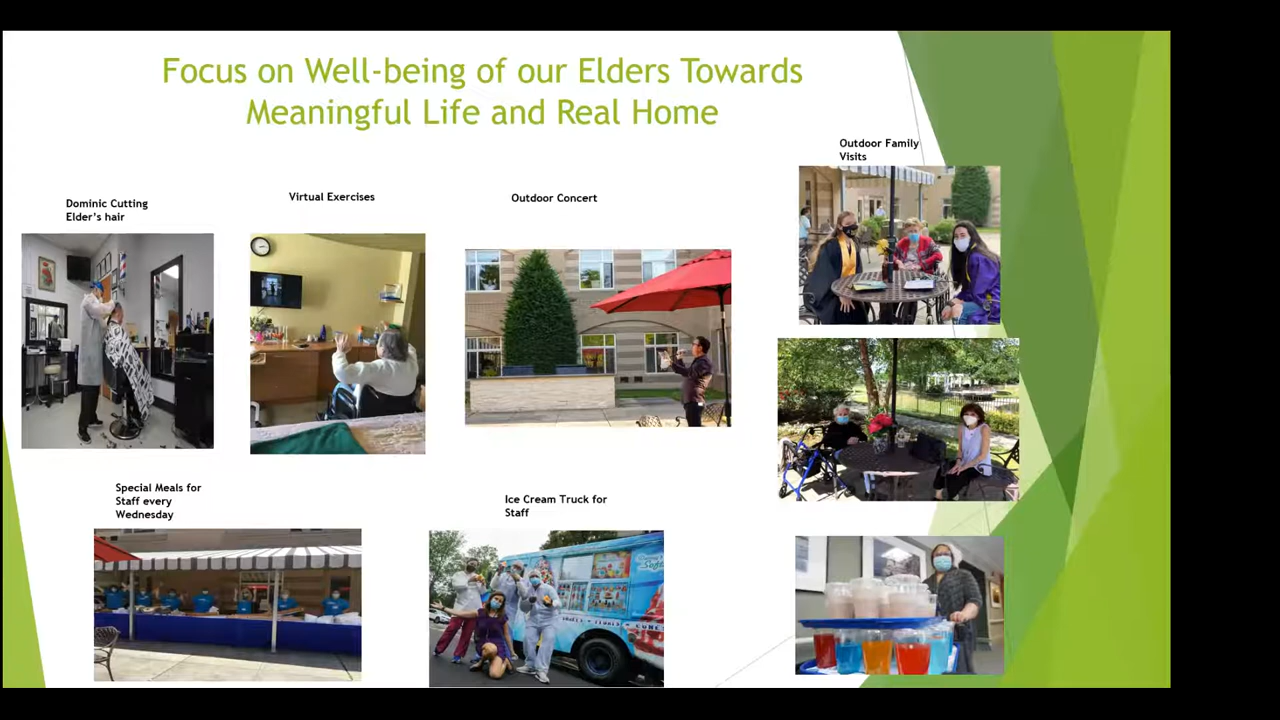 Focus on Well-being of our Elders Towards
Meaningful Life and Real Home
Outdoor Family
Visits
Dominic Cutting
Elder's hair
Virtual Exercises
Outdoor Concert
Special Meals for
Staff every
Wednesday
Ice Cream Truck for
Staff